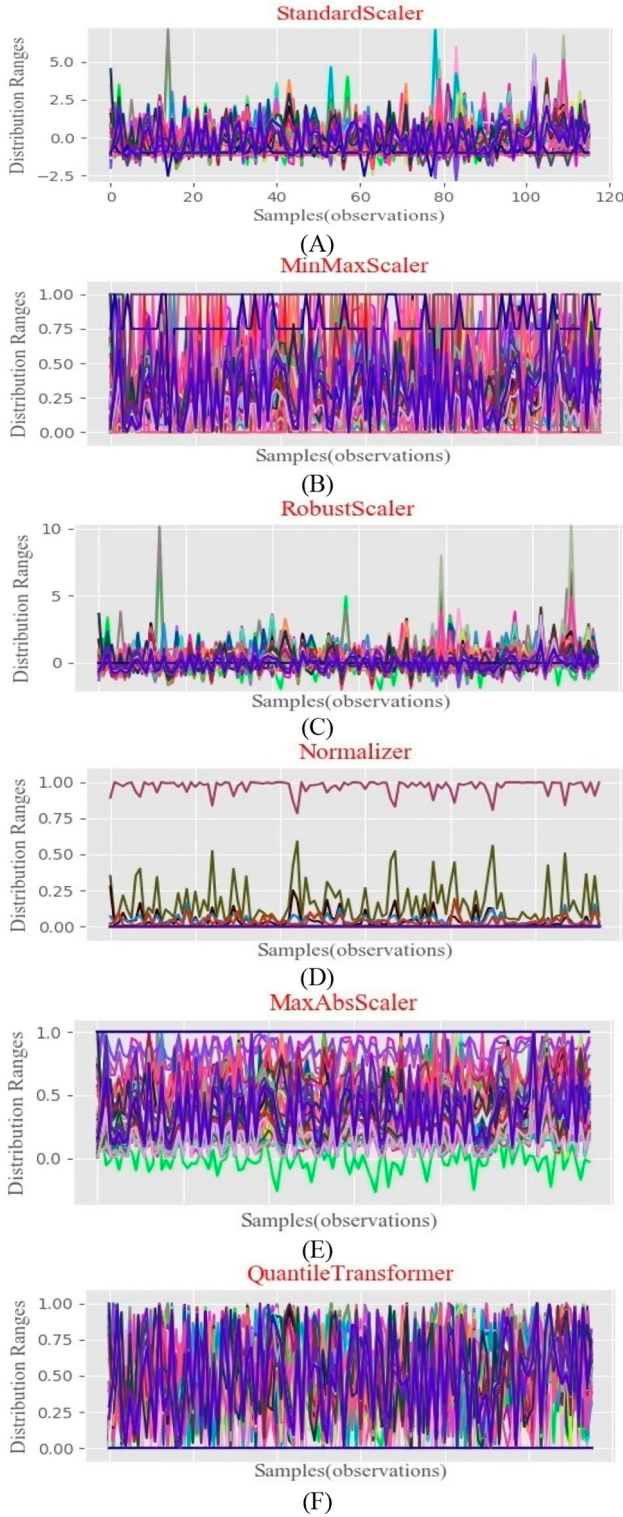 StandardScaler
Distribution Ranges
5.0
2.5
0.0
−2.5
0 20 40 60 80 100 120
Samples(observations)
(A)
MinMaxScaler
Distribution Ranges
1.00
0.75
0.50
0.25
0.00
Samples(observations)
(B)
RobustScaler
Distribution Ranges
10
5
0
Samples(observations)
(C)
Normalizer
Distribution Ranges
1.00
0.75
0.50
0.25
0.00
Samples(observations)
(D)
MaxAbsScaler
Distribution Ranges
1.0
0.5
0.0
Samples(observations)
(E)
QuantileTransformer
Distribution Ranges
1.00
0.75
0.50
0.25
0.00
Samples(observations)
(F)